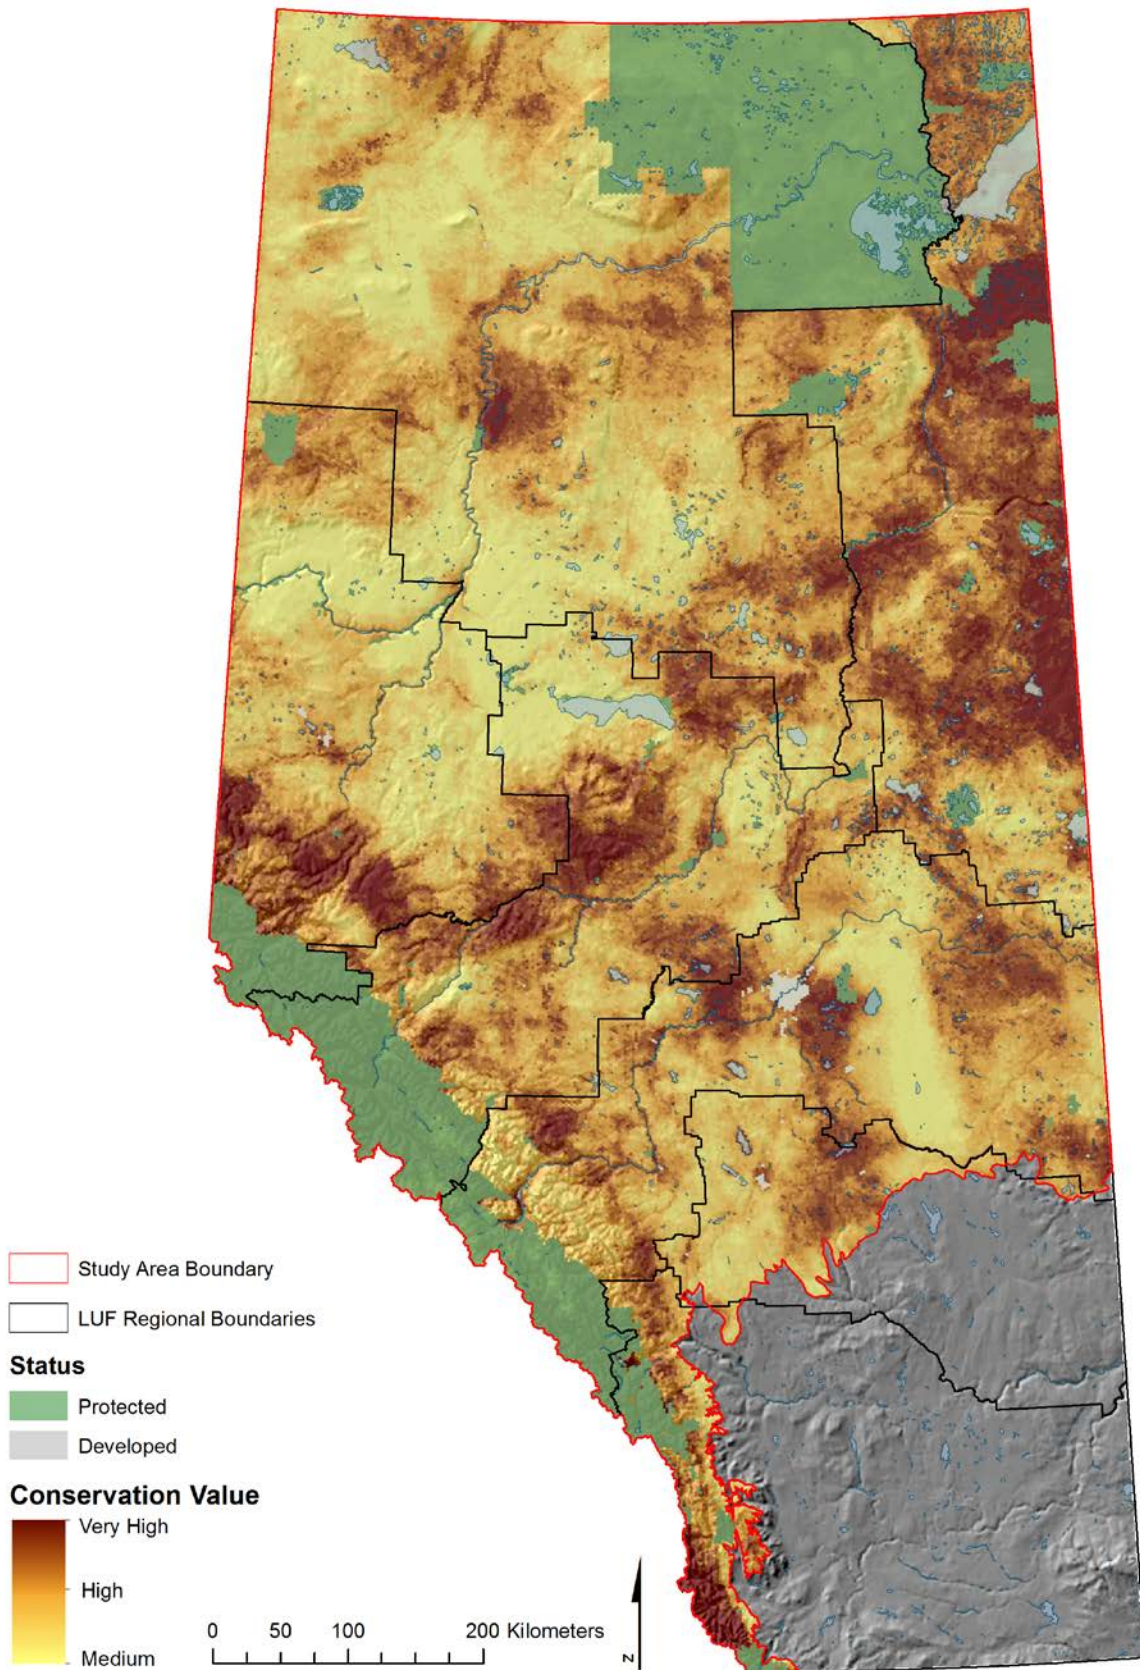 Study Area Boundary
LUF Regional Boundaries
Status
Protected
Developed
Conservation Value
Very High
High
Medium
0 50 100 200 Kilometers
N